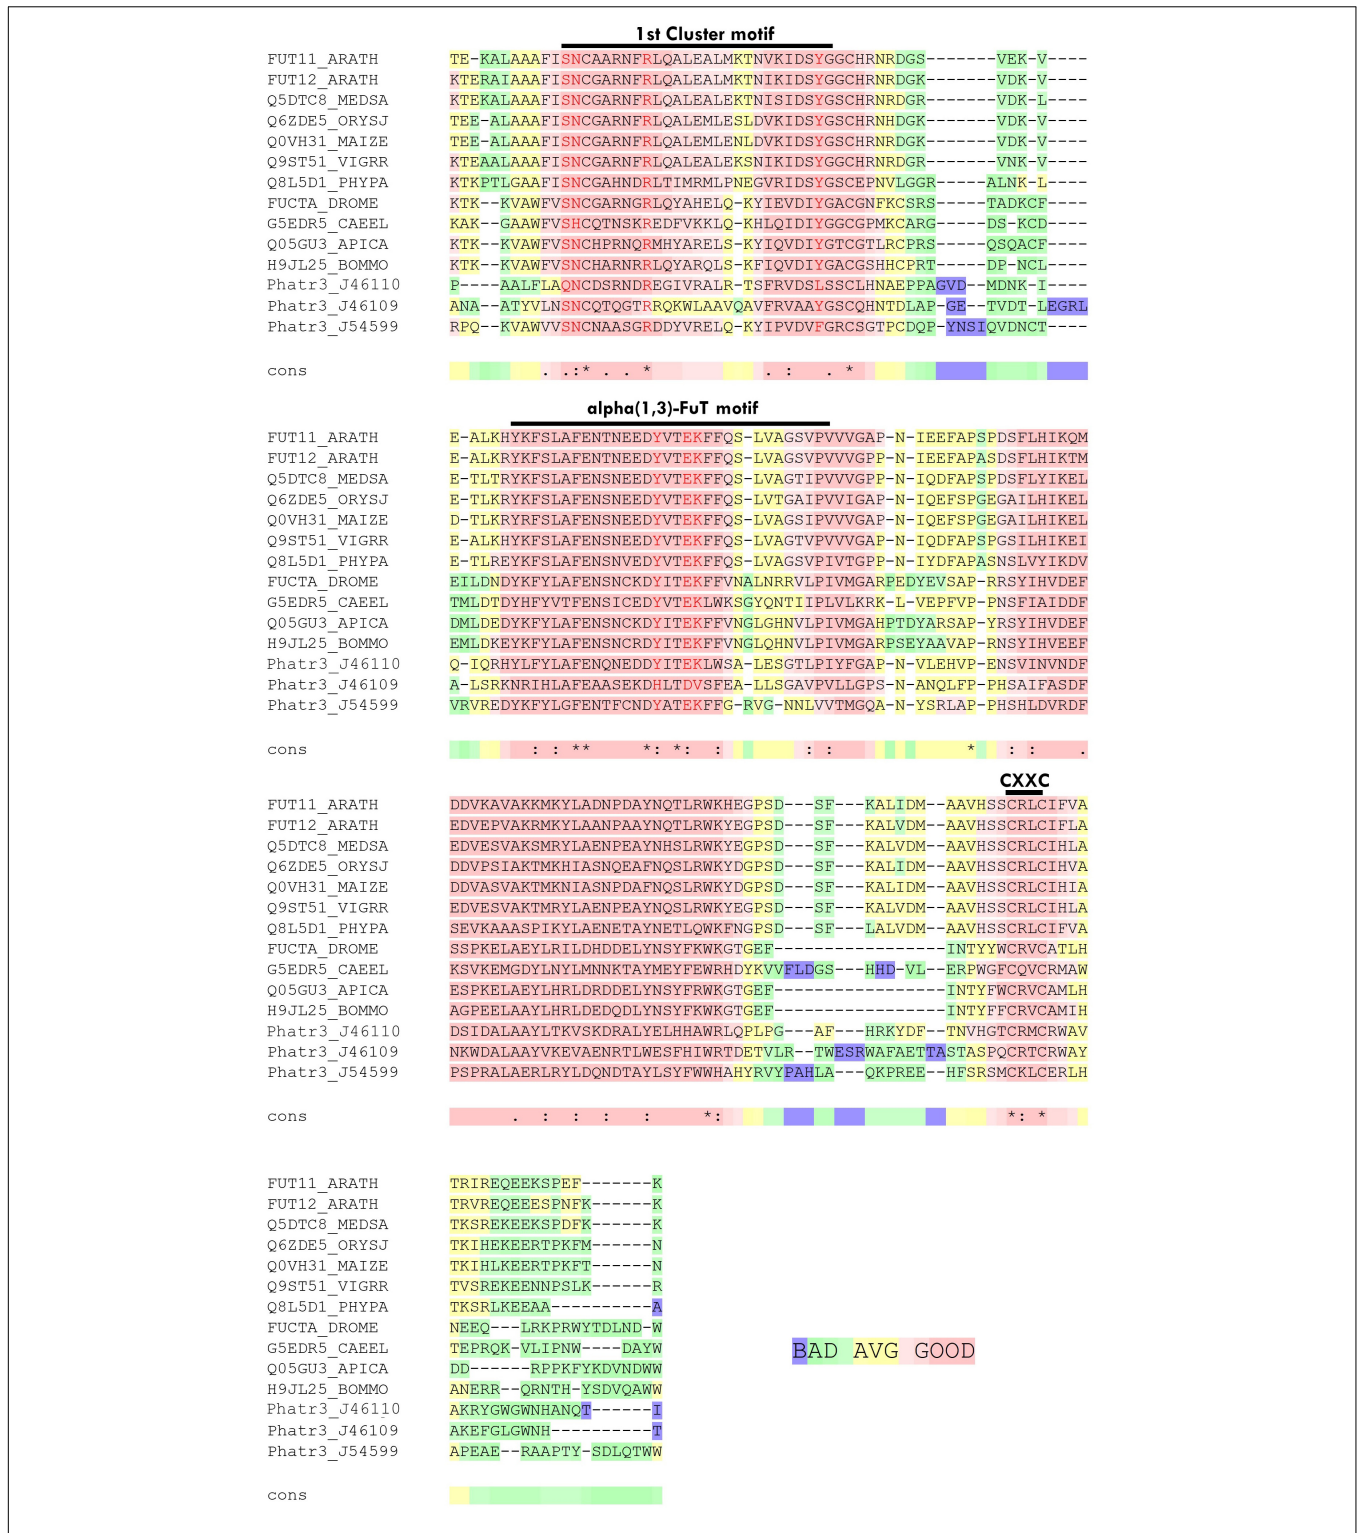 1st Cluster motif
FUT11_ARATH TE-KALAAAFISNCAARNFRLQALEALMKTNVKIDSYGGCHRNRDGS-------VEK-V----
FUT12_ARATH KTERAIAAAFISNCGARNFRLQALEALMKTNVKIDSYGGCHRNRDGK-------VDK-V----
Q5DTC8_MEDSA KTEKALAAAFISNCGARNFRLQALEALEKTNISIDSYGSCHRNRDGR-------VDK-L----
Q6ZDE5_ORYSJ TEE-ALAAAFISNCGARNFRLQALEMLESLDVKIDSYGSCHRNHDGK-------VDK-V----
Q0VH31_MAIZE TEE-ALAAAFISNCGARNFRLQALEMLENLDVKIDSYGSCHRNRDGK-------VDK-V----
Q9ST51_VIGRR KTEAALAAAFISNCGARNFRLQALEALEKSNIKIDSYGGCHRNRDGR-------VNK-V----
Q8L5D1_PHYPA KTKPTLGAAFISNCGAHNDRLTIMRMLPNEGVRIDSYGSCEPNVLGGR-----ALNK-L----
FUCTA_DROME KTK--KVAWFVSNCGARNGRLQYAHELQ-KYIEVDIYGACGNFKCSRS-----TADKCF----
G5EDR5_CAEEL KAK--GAAWFVSHCQTNSKREDFVKKLQ-KHLQIDIYGGCGPMKCARG-----DS-KCD----
Q05GU3_APICA KTK--KVAWFVSNCHPRNQRMHYARELS-KYIQVDIYGTCGTLRCPRS-----QSQACF----
H9JL25_BOMMO KTK--KVAWFVSNCHARNRRLQYARQLS-KFIQVDIYGACGSHHCPRT-----DP-NCL----
Phatr3_J46110 P----AALFLAQNCDSRNDREGIVRALR-TSFRVDSLSSCLHNAEPPAGVD--MDNK-I----
Phatr3_J46109 ANA--ATYVLNSNCQTQGTRRQKWLAAVQAVFRVAAYGSCQHNTDLAP-GE--TVDT-LEGRL
Phatr3_J54599 RPQ--KVAWVVSNCNAASGRDDYVRELQ-KYIPVDVFGRCSGTPCDQP-YNSIQVDNCT----
cons . .:* . . * . : . *
alpha(1,3)-FuT motif
FUT11_ARATH E-ALKHYKFSLAFENTNEEDYVTEKFFQS-LVAGSVPVVVGAP-N-IEEFAPSPDSFLHIKQM
FUT12_ARATH E-ALKRYKFSLAFENTNEEDYVTEKFFQS-LVAGSVPVVVGPP-N-IEEFAPASDSFLHIKTM
Q5DTC8_MEDSA E-TLTRYKFSLAFENSNEEDYVTEKFFQS-LVAGTIPVVVGPP-N-IQDFAPSPDSFLYIKEL
Q6ZDE5_ORYSJ E-TLKRYKFSLAFENSNEEDYVTEKFFQS-LVTGAIPVVIGAP-N-IQEFSPGEGAILHIKEL
Q0VH31_MAIZE D-TLKRYRFSLAFENSNEEDYVTEKFFQS-LVAGSIPVVVGAP-N-IQEFSPGEGAILHIKEL
Q9ST51_VIGRR E-ALKHYKFSLAFENSNEEDYVTEKFFQS-LVAGTVPVVVGAP-N-IQDFAPSPGSILHIKEI
Q8L5D1_PHYPA E-TLREYKFSLAFENSNVEDYVTEKFFQS-LVAGSVPIVTGPP-N-IYDFAPASNSLVYIKDV
FUCTA_DROME EILDNDYKFYLAFENSNCKDYITEKFFVNALNRRVLPIVMGARPEDYEVSAP-RRSYIHVDEF
G5EDR5_CAEEL TMLDTDYHFYVTFENSICEDYVTEKLWKSGYQNTIIPLVLKRK-L-VEPFVP-PNSFIAIDDF
Q05GU3_APICA DMLDEDYKFYLAFENSNCKDYITEKFFVNGLGHNVLPIVMGAHPTDYARSAP-YRSYIHVDEF
H9JL25_BOMMO EMLDKEYKFYLAFENSNCRDYITEKFFVNGLQHNVLPIVMGARPSEYAAVAP-RNSYIHVEEF
Phatr3_J46110 Q-IQRHYLFYLAFENQNEDDYITEKLWSA-LESGTLPIYFGAP-N-VLEHVP-ENSVINVNDF
Phatr3_J46109 A-LSRKNRIHLAFEAASEKDHLTDVSFEA-LLSGAVPVLLGPS-N-ANQLFP-PHSAIFASDF
Phatr3_J54599 VRVREDYKFYLGFENTFCNDYATEKFFG-RVG-NNLVVTMGQA-N-YSRLAP-PHSHLDVRDF
cons : : ** *: *: : : : * : : .
CXXC
FUT11_ARATH DDVKAVAKKMKYLADNPDAYNQTLRWKHEGPSD---SF---KALIDM--AAVHSSCRLCIFVA
FUT12_ARATH EDVEPVAKRMKYLAANPAAYNQTLRWKYEGPSD---SF---KALVDM--AAVHSSCRLCIFLA
Q5DTC8_MEDSA EDVESVAKSMRYLAENPEAYNHSLRWKYEGPSD---SF---KALVDM--AAVHSSCRLCIHLA
Q6ZDE5_ORYSJ DDVPSIAKTMKHIASNQEAFNQSLRWKYDGPSD---SF---KALIDM--AAVHSSCRLCIHVA
Q0VH31_MAIZE DDVASVAKTMKNIASNPDAFNQSLRWKYDGPSD---SF---KALIDM--AAVHSSCRLCIHIA
Q9ST51_VIGRR EDVESVAKTMRYLAENPEAYNQSLRWKYEGPSD---SF---KALVDM--AAVHSSCRLCIHLA
Q8L5D1_PHYPA SEVKAAASPIKYLAENETAYNETLQWKFNGPSD---SF---LALVDM--AAVHSSCRLCIFVA
FUCTA_DROME SSPKELAEYLRILDHDDELYNSYFKWKGTGEF-----------------INTYYWCRVCATLH
G5EDR5_CAEEL KSVKEMGDYLNYLMNNKTAYMEYFEWRHDYKVVFLDGS---HHD-VL--ERPWGFCQVCRMAW
Q05GU3_APICA ESPKELAEYLHRLDRDDELYNSYFRWKGTGEF-----------------INTYFWCRVCAMLH
H9JL25_BOMMO AGPEELAAYLHRLDEDQDLYNSYFKWKGTGEF-----------------INTYFFCRVCAMIH
Phatr3_J46110 DSIDALAAYLTKVSKDRALYELHHAWRLQPLPG---AF---HRKYDF--TNVHGTCRMCRWAV
Phatr3_J46109 NKWDALAAYVKEVAENRTLWESFHIWRTDETVLR--TWESRWAFAETTASTASPQCRTCRWAY
Phatr3_J54599 PSPRALAERLRYLDQNDTAYLSYFWWHAHYRVYPAHLA---QKPREE--HFSRSMCKLCERLH
cons . : : : : *: *: *
FUT11_ARATH TRIREQEEKSPEF-------K
FUT12_ARATH TRVREQEEESPNFK------K
Q5DTC8_MEDSA TKSREKEEKSPDFK------K
Q6ZDE5_ORYSJ TKIHEKEERTPKFM------N
Q0VH31_MAIZE TKIHLKEERTPKFT------N
Q9ST51_VIGRR TVSREKEENNPSLK------R
Q8L5D1_PHYPA TKSRLKEEAA----------A
FUCTA_DROME NEEQ---LRKPRWYTDLND-W
G5EDR5_CAEEL TEPRQK-VLIPNW----DAYW
Q05GU3_APICA DD------RPPKFYKDVNDWW
H9JL25_BOMMO ANERR--QRNTH-YSDVQAWW
Phatr3_J46110 AKRYGWGWNHANQT------I
Phatr3_J46109 AKEFGLGWNH----------T
Phatr3_J54599 APEAE--RAAPTY-SDLQTWW
cons
BAD AVG GOOD